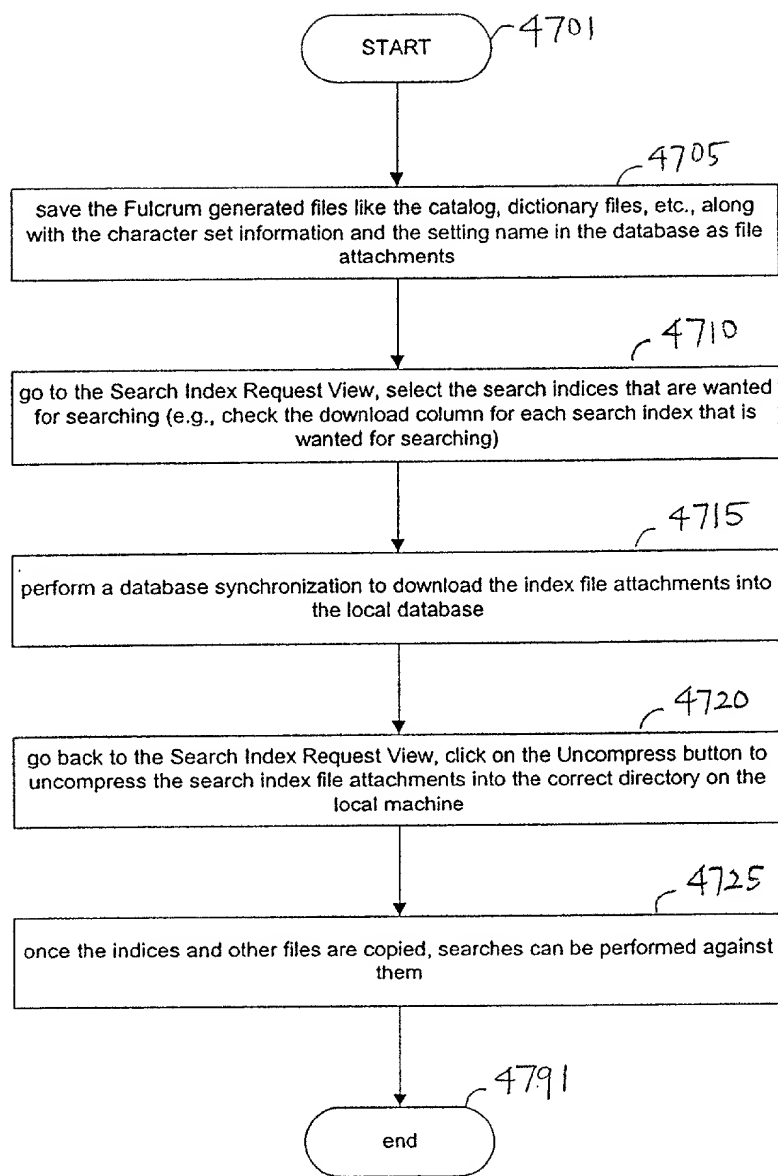 START
4701
4705
save the Fulcrum generated files like the catalog, dictionary files, etc., along
with the character set information and the setting name in the database as file
attachments
4710
go to the Search Index Request View, select the search indices that are wanted
for searching (e.g., check the download column for each search index that is
wanted for searching)
4715
perform a database synchronization to download the index file attachments into
the local database
4720
go back to the Search Index Request View, click on the Uncompress button to
uncompress the search index file attachments into the correct directory on the
local machine
4725
once the indices and other files are copied, searches can be performed against
them
4791
end